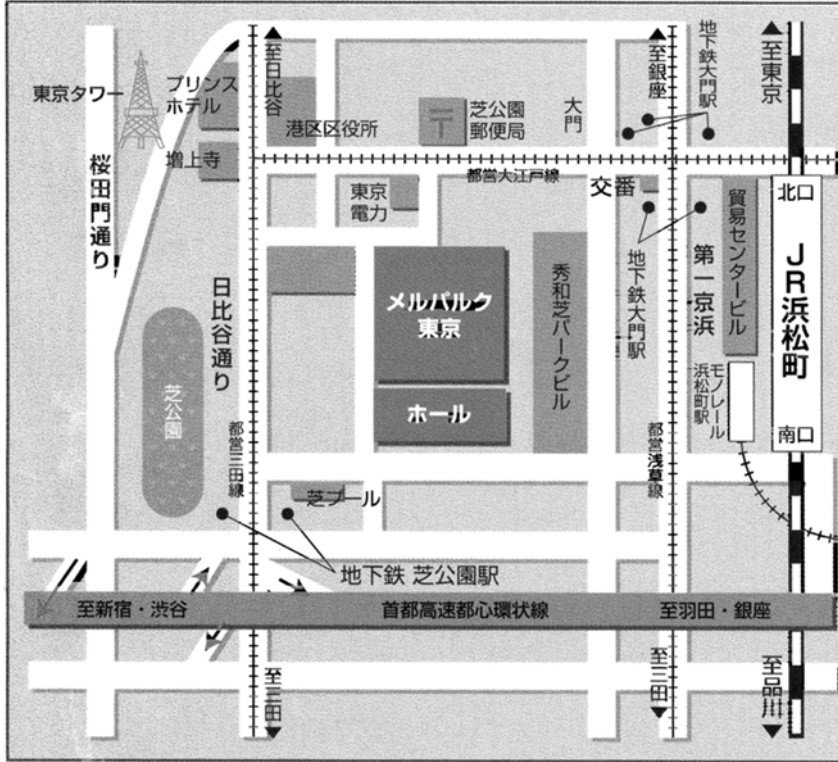 至日比谷
至銀座
地下鉄大門駅
至東京
東京タワー
プリンス
ホテル
港区区役所
〒
芝公園
郵便局
大門
増上寺
都営大江戸線
桜田門通り
東京
電力
交番
北口
貿易センタービル
日比谷通り
メルパルク
東京
秀和芝パークビル
地下鉄大門駅
第一京浜
JR浜松町
芝公園
ホール
モノレール
浜松町駅
南口
都営三田線
都営浅草線
芝プール
地下鉄 芝公園駅
至新宿・渋谷
首都高速都心環状線
至羽田・銀座
至三田
至三田
至品川